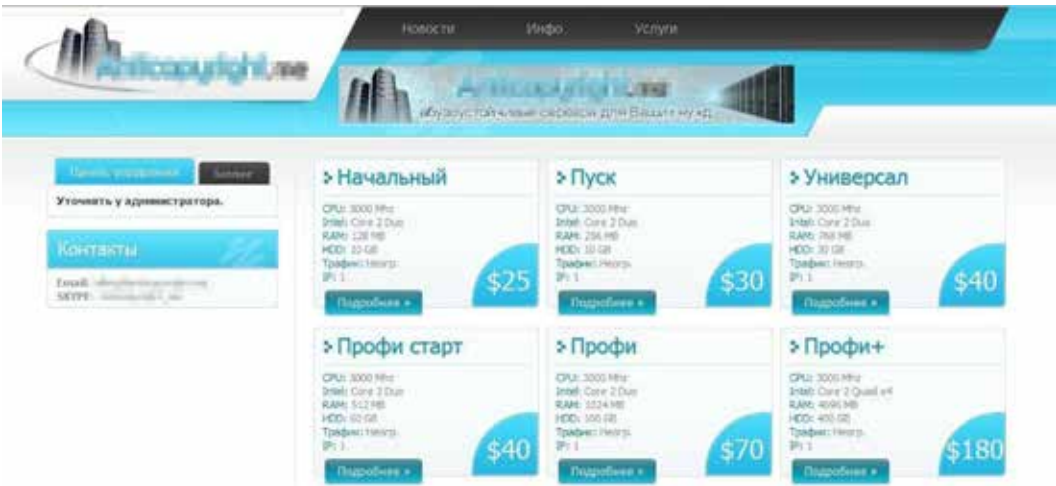 Новости
Инфо
Услуги
Anticopyright.me
Anticopyright.me
абузоустойчивые сервера для Ваших нужд
Панель управления
Биллинг
Уточнять у администратора.
Контакты
Email:
SKYPE:
Начальный
CPU: 3000 Mhz
Intel: Core 2 Duo
RAM: 128 MB
HDD: 10 GB
Трафик: Неогр.
IP: 1
$25
Подробнее »
Пуск
CPU: 3000 Mhz
Intel: Core 2 Duo
RAM: 256 MB
HDD: 10 GB
Трафик: Неогр.
IP: 1
$30
Подробнее »
Универсал
CPU: 3000 Mhz
Intel: Core 2 Duo
RAM: 768 MB
HDD: 30 GB
Трафик: Неогр.
IP: 1
$40
Подробнее »
Профи старт
CPU: 3000 Mhz
Intel: Core 2 Duo
RAM: 512 MB
HDD: 60 GB
Трафик: Неогр.
IP: 1
$40
Подробнее »
Профи
CPU: 3000 Mhz
Intel: Core 2 Duo
RAM: 1024 MB
HDD: 100 GB
Трафик: Неогр.
IP: 1
$70
Подробнее »
Профи+
CPU: 3000 Mhz
Intel: Core 2 Quad x4
RAM: 4096 MB
HDD: 400 GB
Трафик: Неогр.
IP: 1
$180
Подробнее »